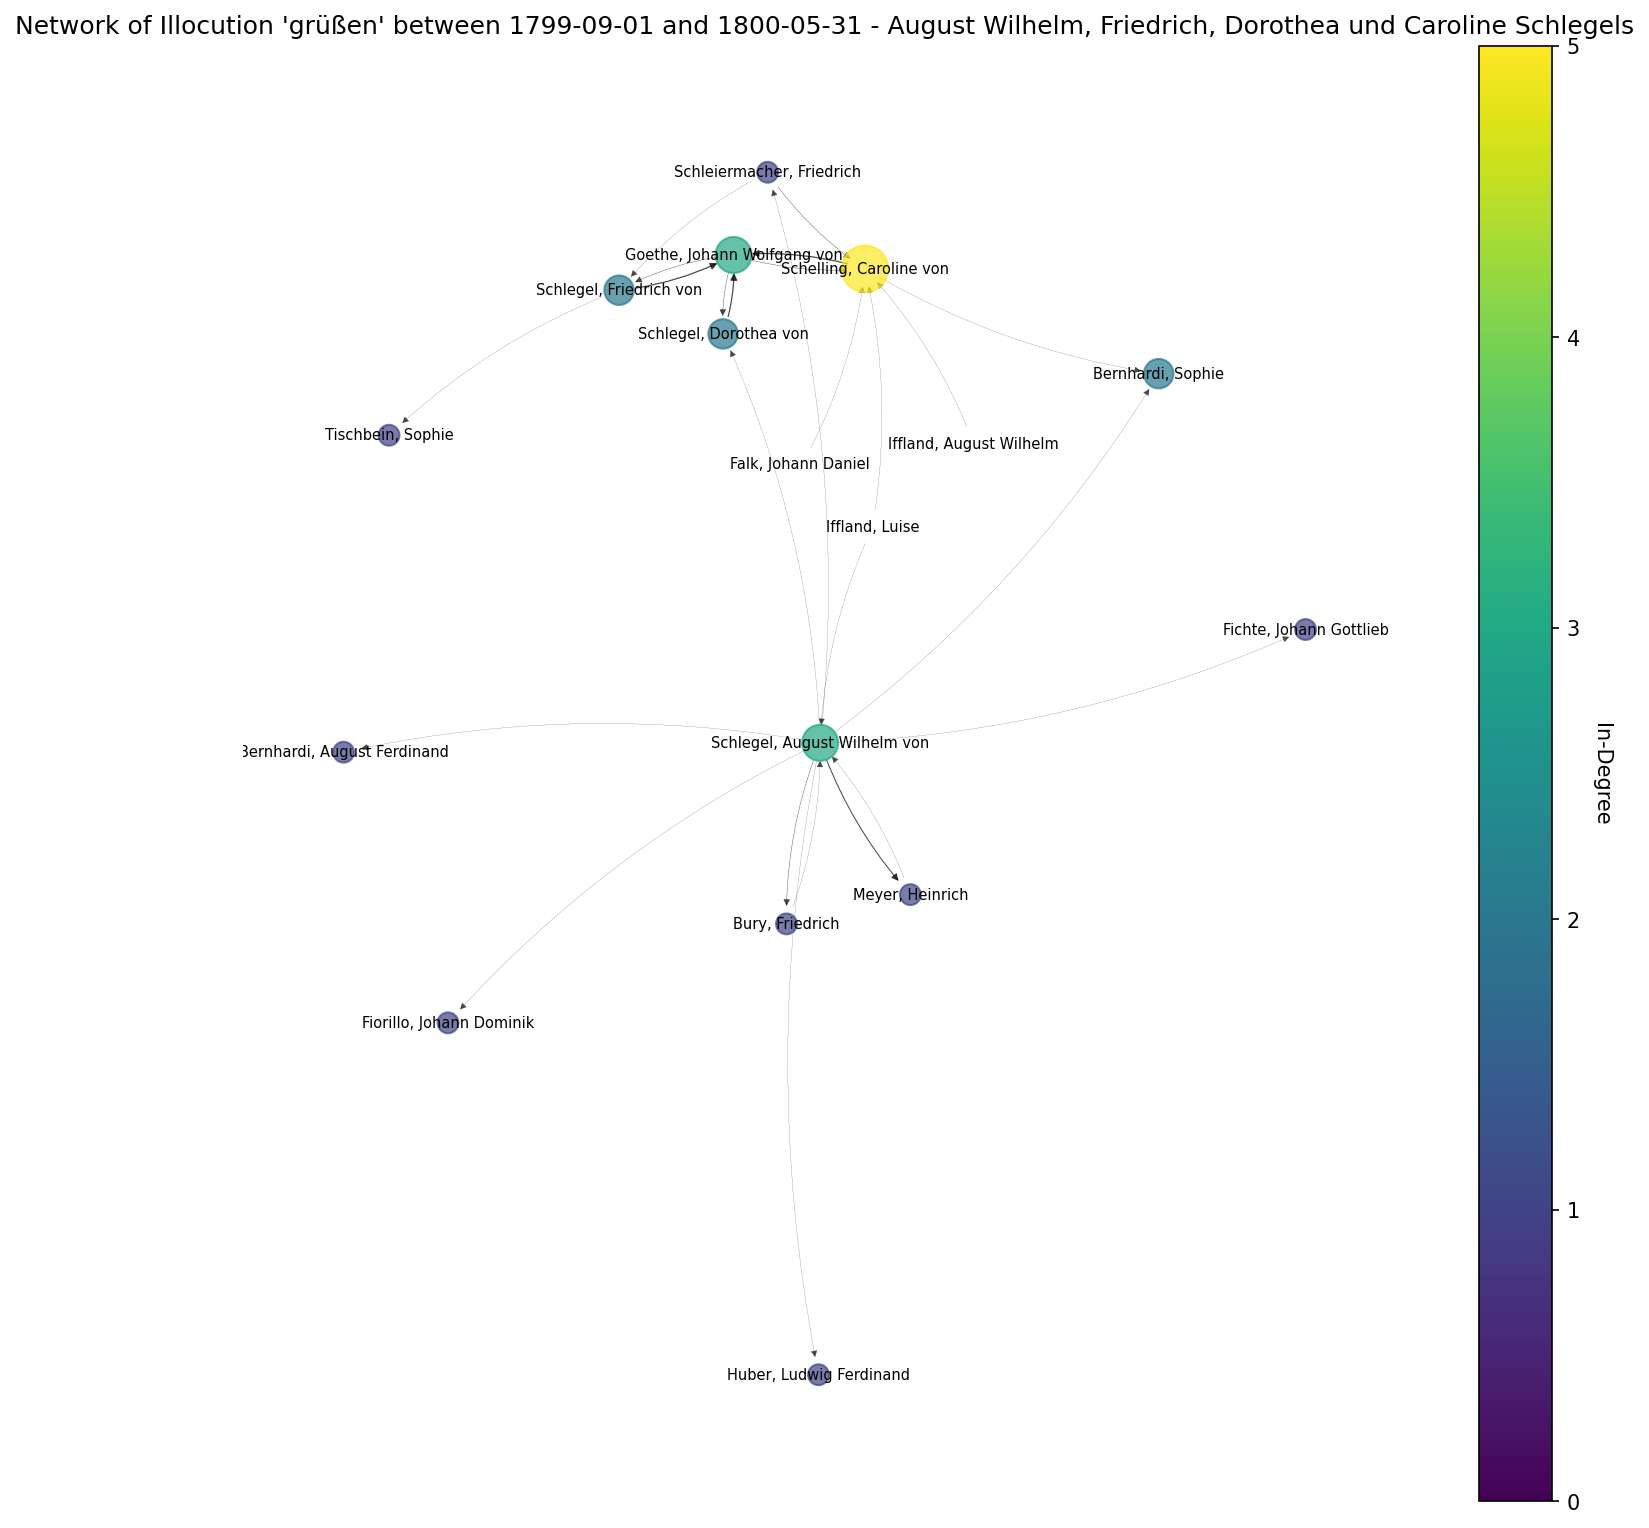 Network of Illocution 'grüßen' between 1799-09-01 and 1800-05-31 - August Wilhelm, Friedrich, Dorothea und Caroline Schlegels
5
Schleiermacher, Friedrich
Goethe, Johann Wolfgang von
Schelling, Caroline von
Schlegel, Friedrich von
Schlegel, Dorothea von
4
Bernhardi, Sophie
Tischbein, Sophie
Iffland, August Wilhelm
Falk, Johann Daniel
Iffland, Luise
3
Fichte, Johann Gottlieb
Schlegel, August Wilhelm von
Bernhardi, August Ferdinand
In-Degree
Meyer, Heinrich
2
Bury, Friedrich
Fiorillo, Johann Dominik
1
Huber, Ludwig Ferdinand
0